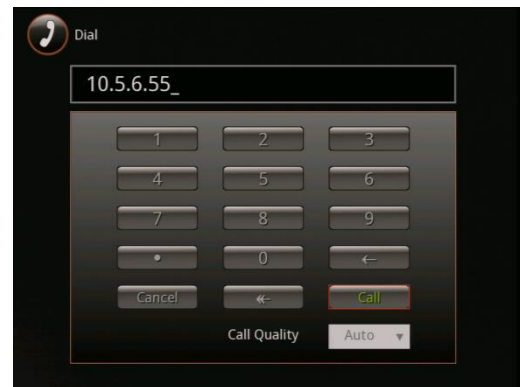 Dial
10.5.6.55_
1 2 3
4 5 6
7 8 9
• 0 ←
Cancel ↞ Call
Call Quality Auto ▼